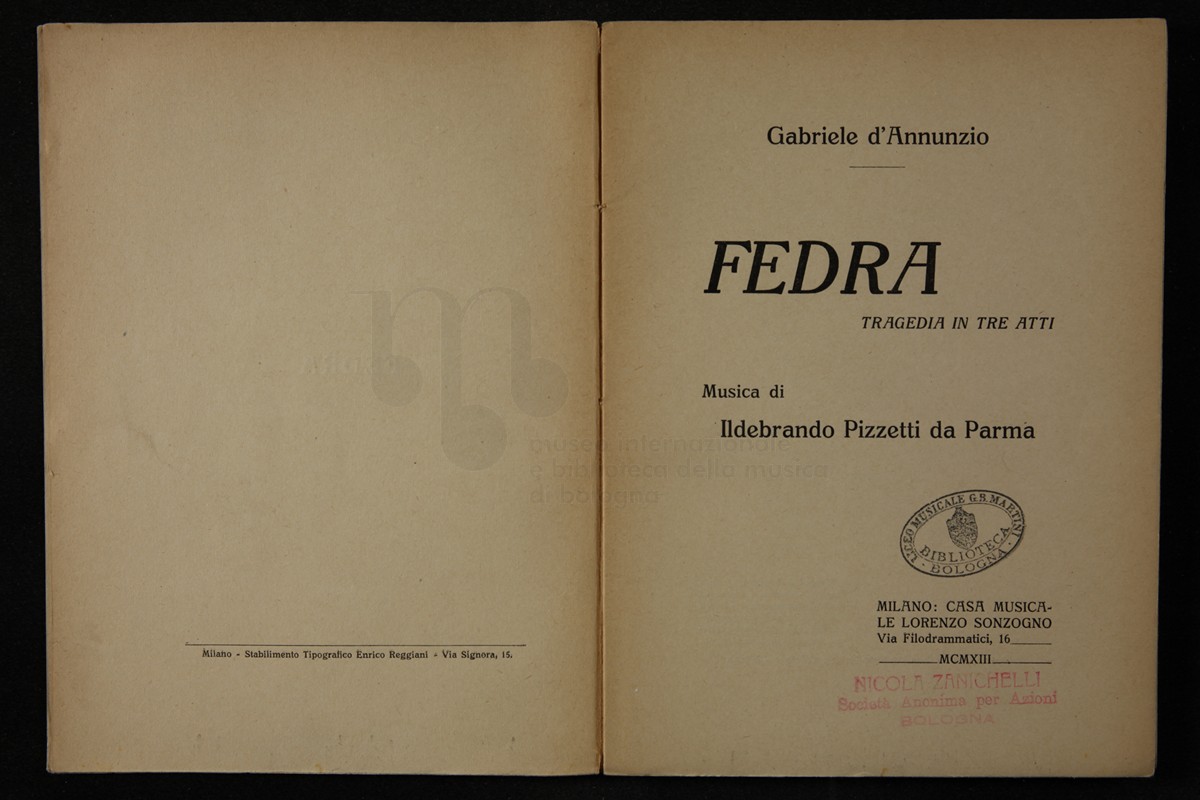 Milano - Stabilimento Tipografico Enrico Reggiani - Via Signora, 15.
Gabriele d'Annunzio
FEDRA
TRAGEDIA IN TRE ATTI
Musica di
Ildebrando Pizzetti da Parma
LICEO MUSICALE G.B. MARTINI
BIBLIOTECA
BOLOGNA
MILANO: CASA MUSICA-
LE LORENZO SONZOGNO
Via Filodrammatici, 16
MCMXIII
NICOLA ZANICHELLI
Società Anonima per Azioni
BOLOGNA
museo internazionale
e biblioteca della musica
di bologna